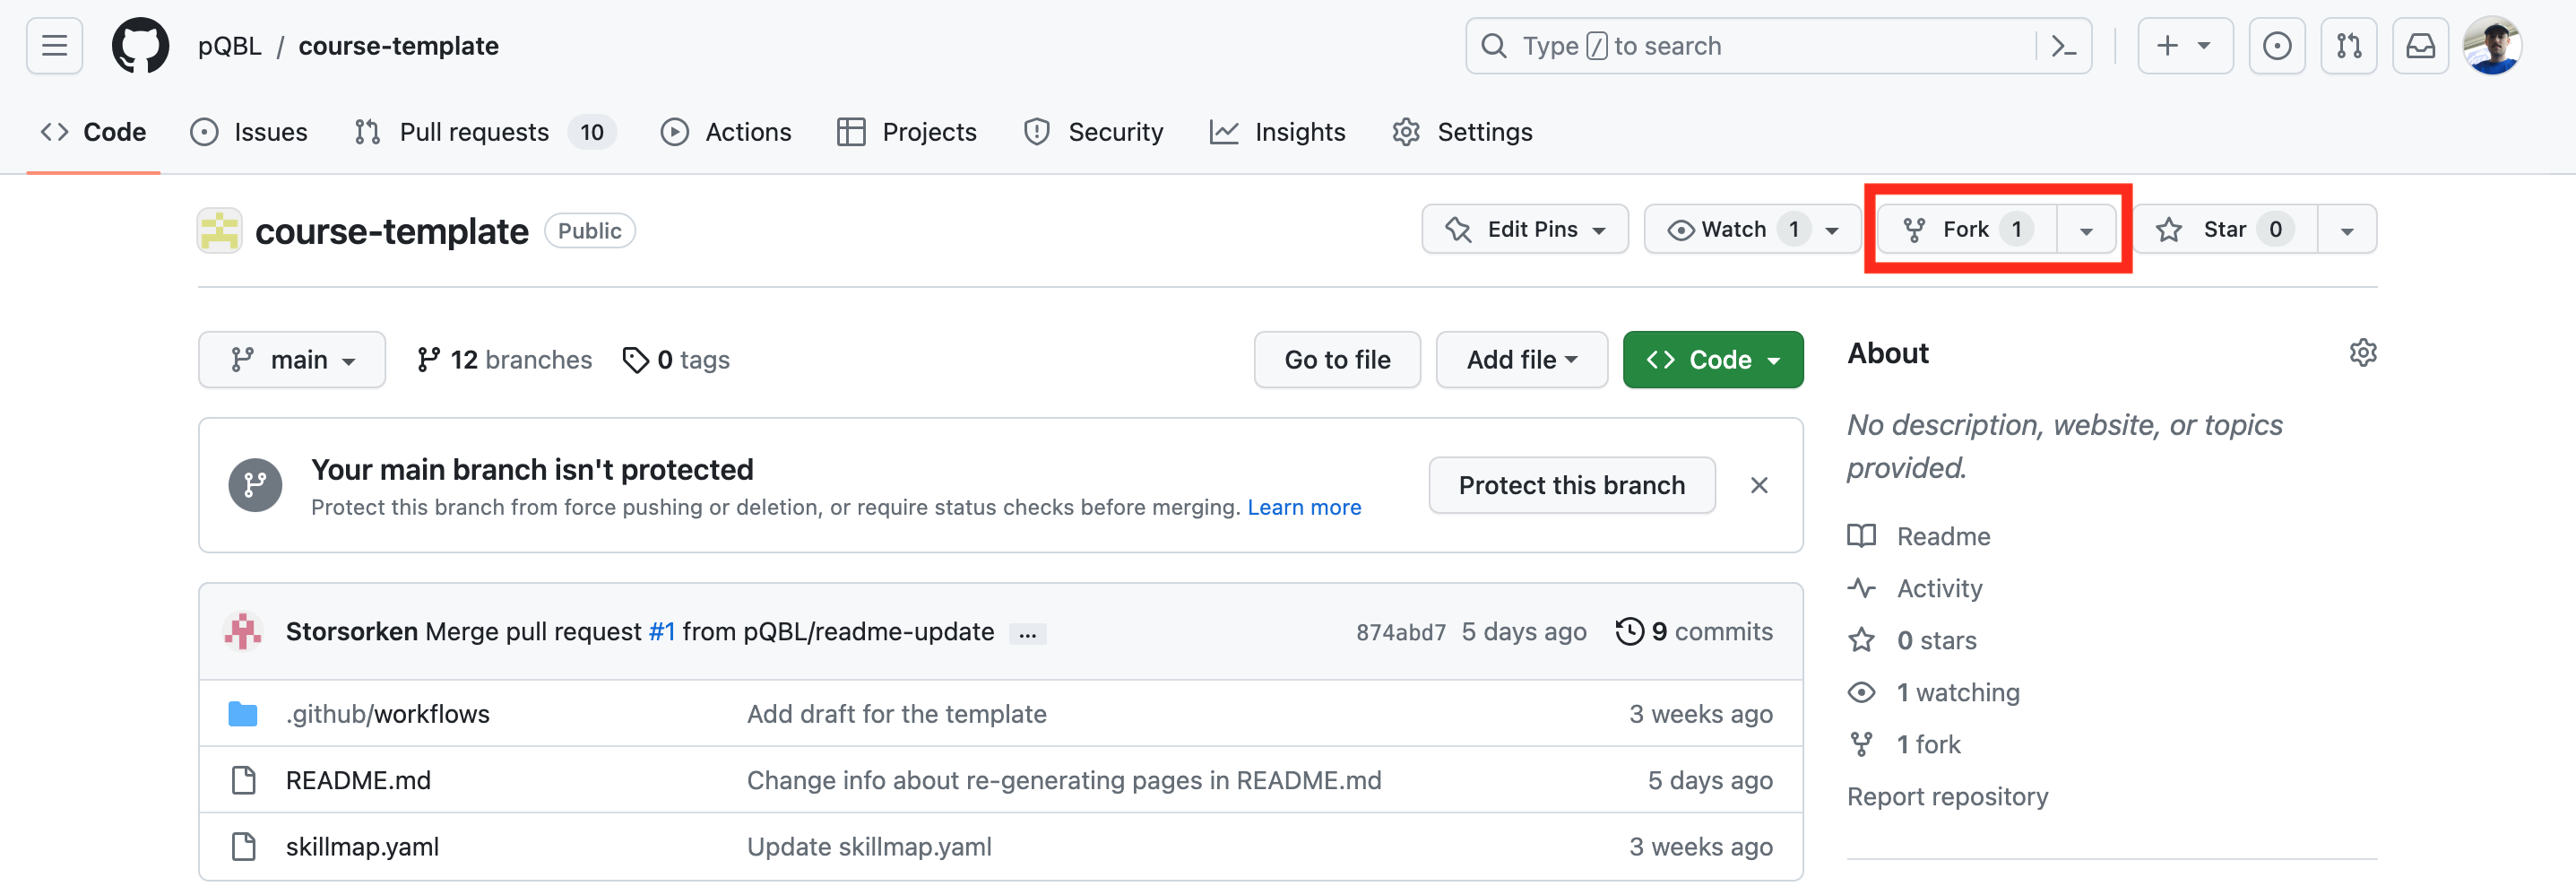 pQBL / course-template
Type / to search
Code Issues Pull requests 10 Actions Projects Security Insights Settings
course-template Public Edit Pins Watch 1 Fork 1 Star 0
main 12 branches 0 tags Go to file Add file Code
Your main branch isn't protected
Protect this branch from force pushing or deletion, or require status checks before merging. Learn more
Protect this branch
Storsorken Merge pull request #1 from pQBL/readme-update ... 874abd7 5 days ago 9 commits
.github/workflows Add draft for the template 3 weeks ago
README.md Change info about re-generating pages in README.md 5 days ago
skillmap.yaml Update skillmap.yaml 3 weeks ago
About
No description, website, or topics
provided.
Readme
Activity
0 stars
1 watching
1 fork
Report repository